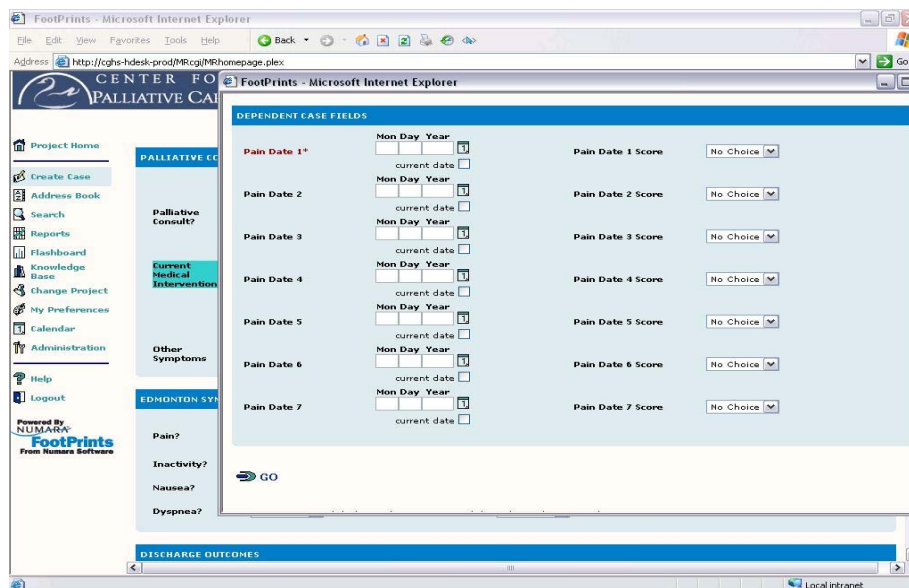 FootPrints - Microsoft Internet Explorer
File Edit View Favorites Tools Help
Back
Address http://cghs-hdesk-prod/MRcgi/MRhomepage.plex
Go
CENTER FO
PALLIATIVE CA
Project Home
Create Case
Address Book
Search
Reports
Flashboard
Knowledge
Base
Change Project
My Preferences
Calendar
Administration
Help
Logout
Powered By
NUMARA
FootPrints
From Numara Software
PALLIATIVE CO
Palliative
Consult?
Current
Medical
Intervention
Other
Symptoms
EDMONTON SYM
Pain?
Inactivity?
Nausea?
Dyspnea?
DISCHARGE OUTCOMES
FootPrints - Microsoft Internet Explorer
DEPENDENT CASE FIELDS
Mon Day Year
Pain Date 1* Pain Date 1 Score No Choice
current date
Mon Day Year
Pain Date 2 Pain Date 2 Score No Choice
current date
Mon Day Year
Pain Date 3 Pain Date 3 Score No Choice
current date
Mon Day Year
Pain Date 4 Pain Date 4 Score No Choice
current date
Mon Day Year
Pain Date 5 Pain Date 5 Score No Choice
current date
Mon Day Year
Pain Date 6 Pain Date 6 Score No Choice
current date
Mon Day Year
Pain Date 7 Pain Date 7 Score No Choice
current date
GO
Local intranet